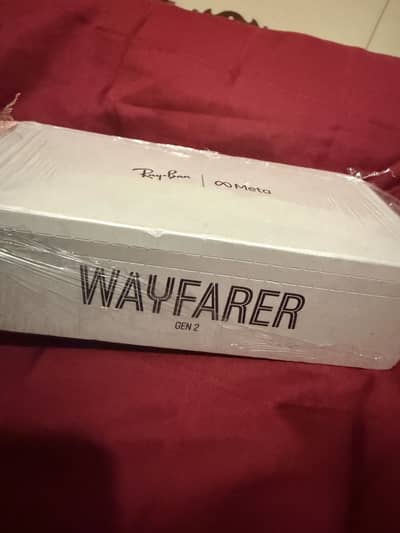 Ray-Ban | Meta
WAYFARER
GEN 2